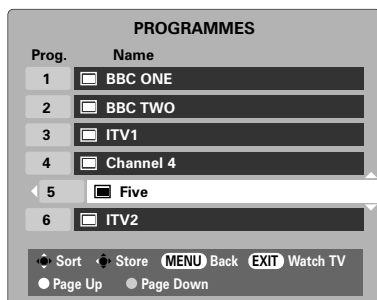 PROGRAMMES
Prog. Name
1 BBC ONE
2 BBC TWO
3 ITV1
4 Channel 4
5 Five
6 ITV2
Sort Store MENU Back EXIT Watch TV
Page Up Page Down